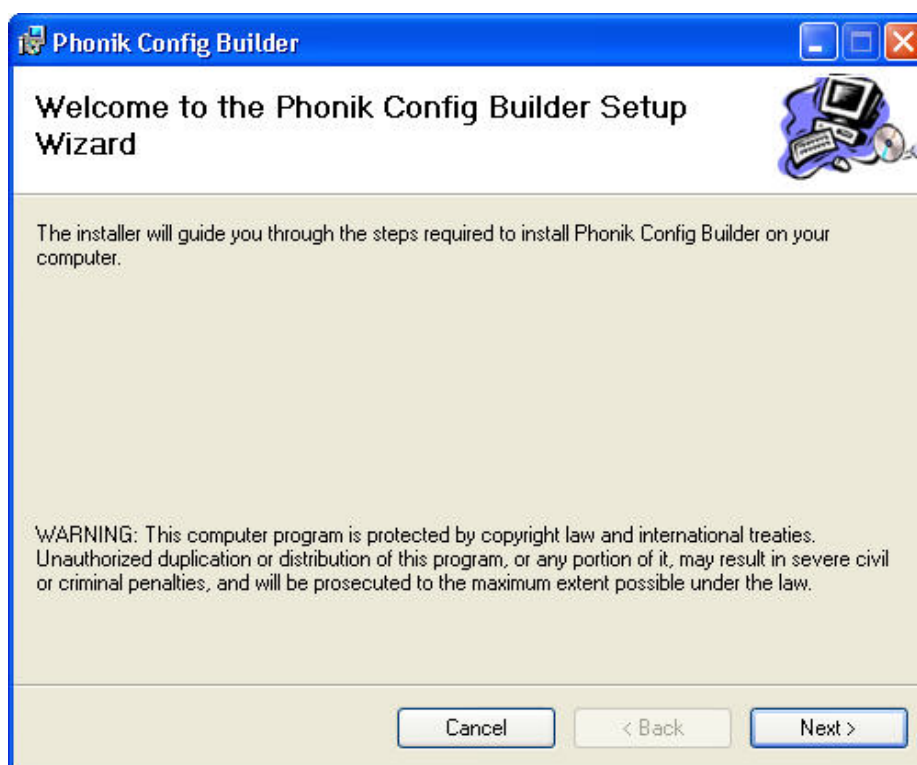 Phonik Config Builder
Welcome to the Phonik Config Builder Setup
Wizard
The installer will guide you through the steps required to install Phonik Config Builder on your
computer.
WARNING: This computer program is protected by copyright law and international treaties.
Unauthorized duplication or distribution of this program, or any portion of it, may result in severe civil
or criminal penalties, and will be prosecuted to the maximum extent possible under the law.
Cancel
< Back
Next >